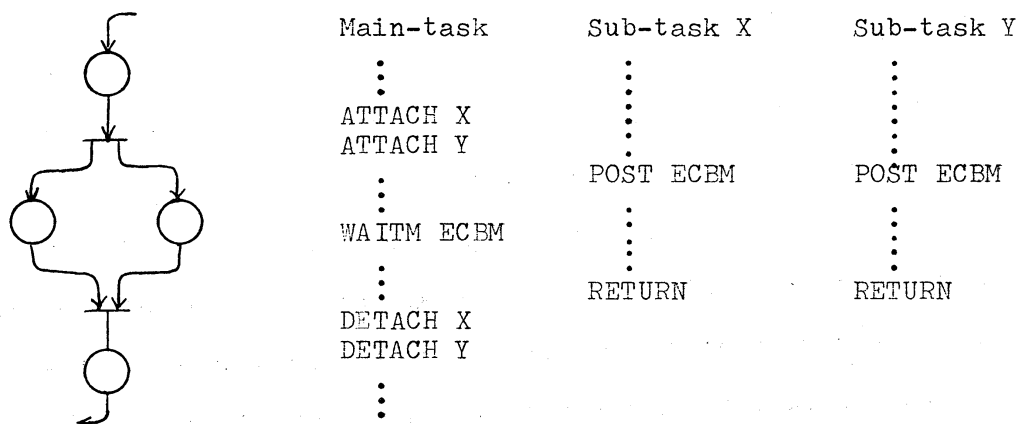 Main-task Sub-task X Sub-task Y
ATTACH X
ATTACH Y
POST ECBM POST ECBM
WAITM ECBM
RETURN RETURN
DETACH X
DETACH Y